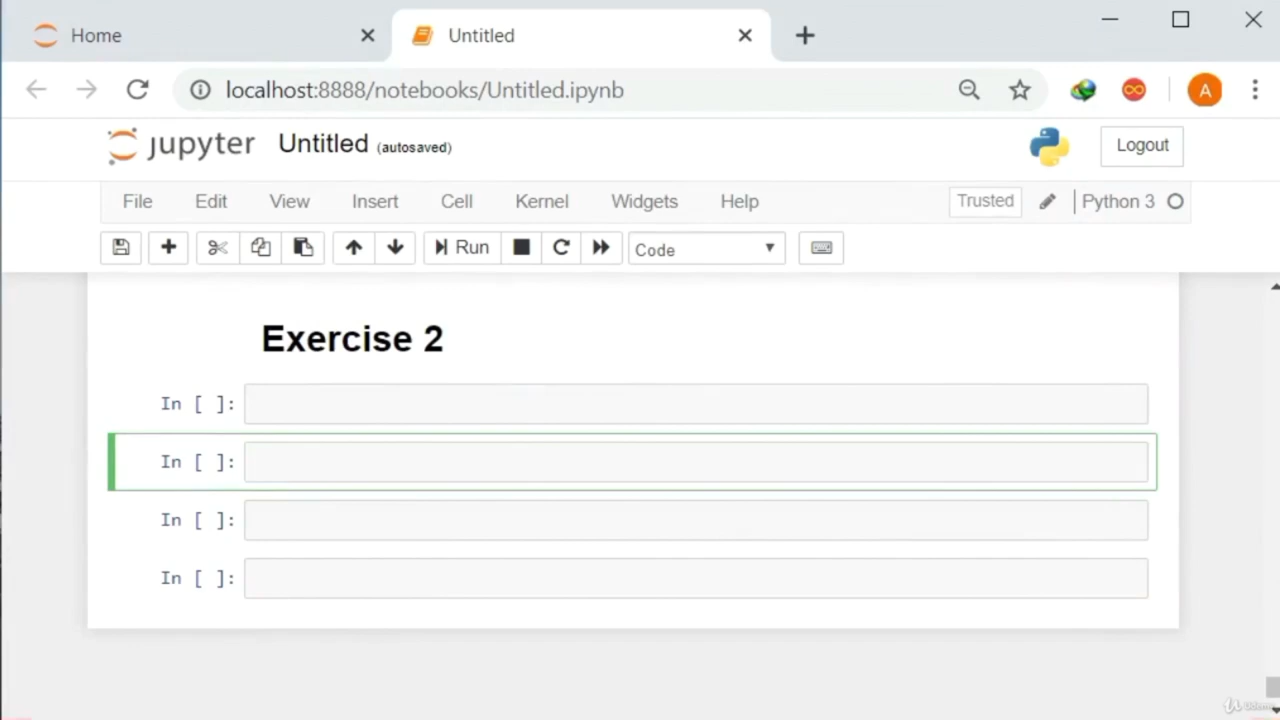 Home
Untitled
localhost:8888/notebooks/Untitled.ipynb
A
jupyter Untitled (autosaved)
Logout
File Edit View Insert Cell Kernel Widgets Help
Trusted Python 3
Run
Code
Exercise 2
In [ ]:
In [ ]:
In [ ]:
In [ ]:
Udemy